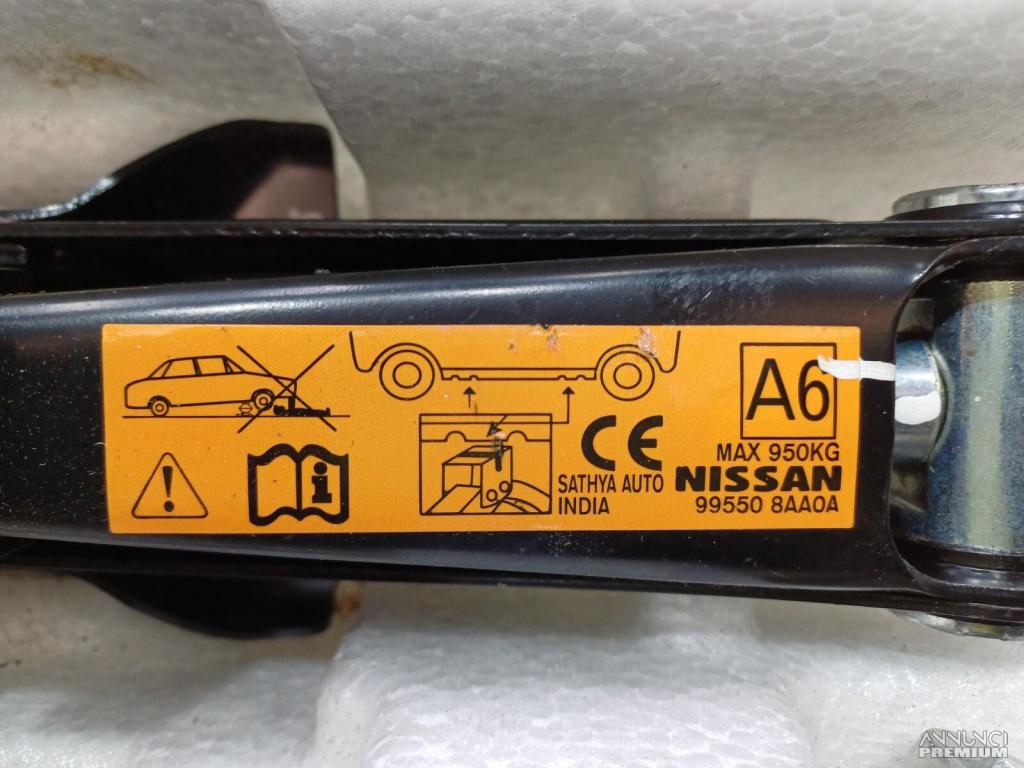 A6
MAX 950KG
CE
SATHYA AUTO
INDIA
NISSAN
99550 8AA0A
i
ANNUNCI
PREMIUM